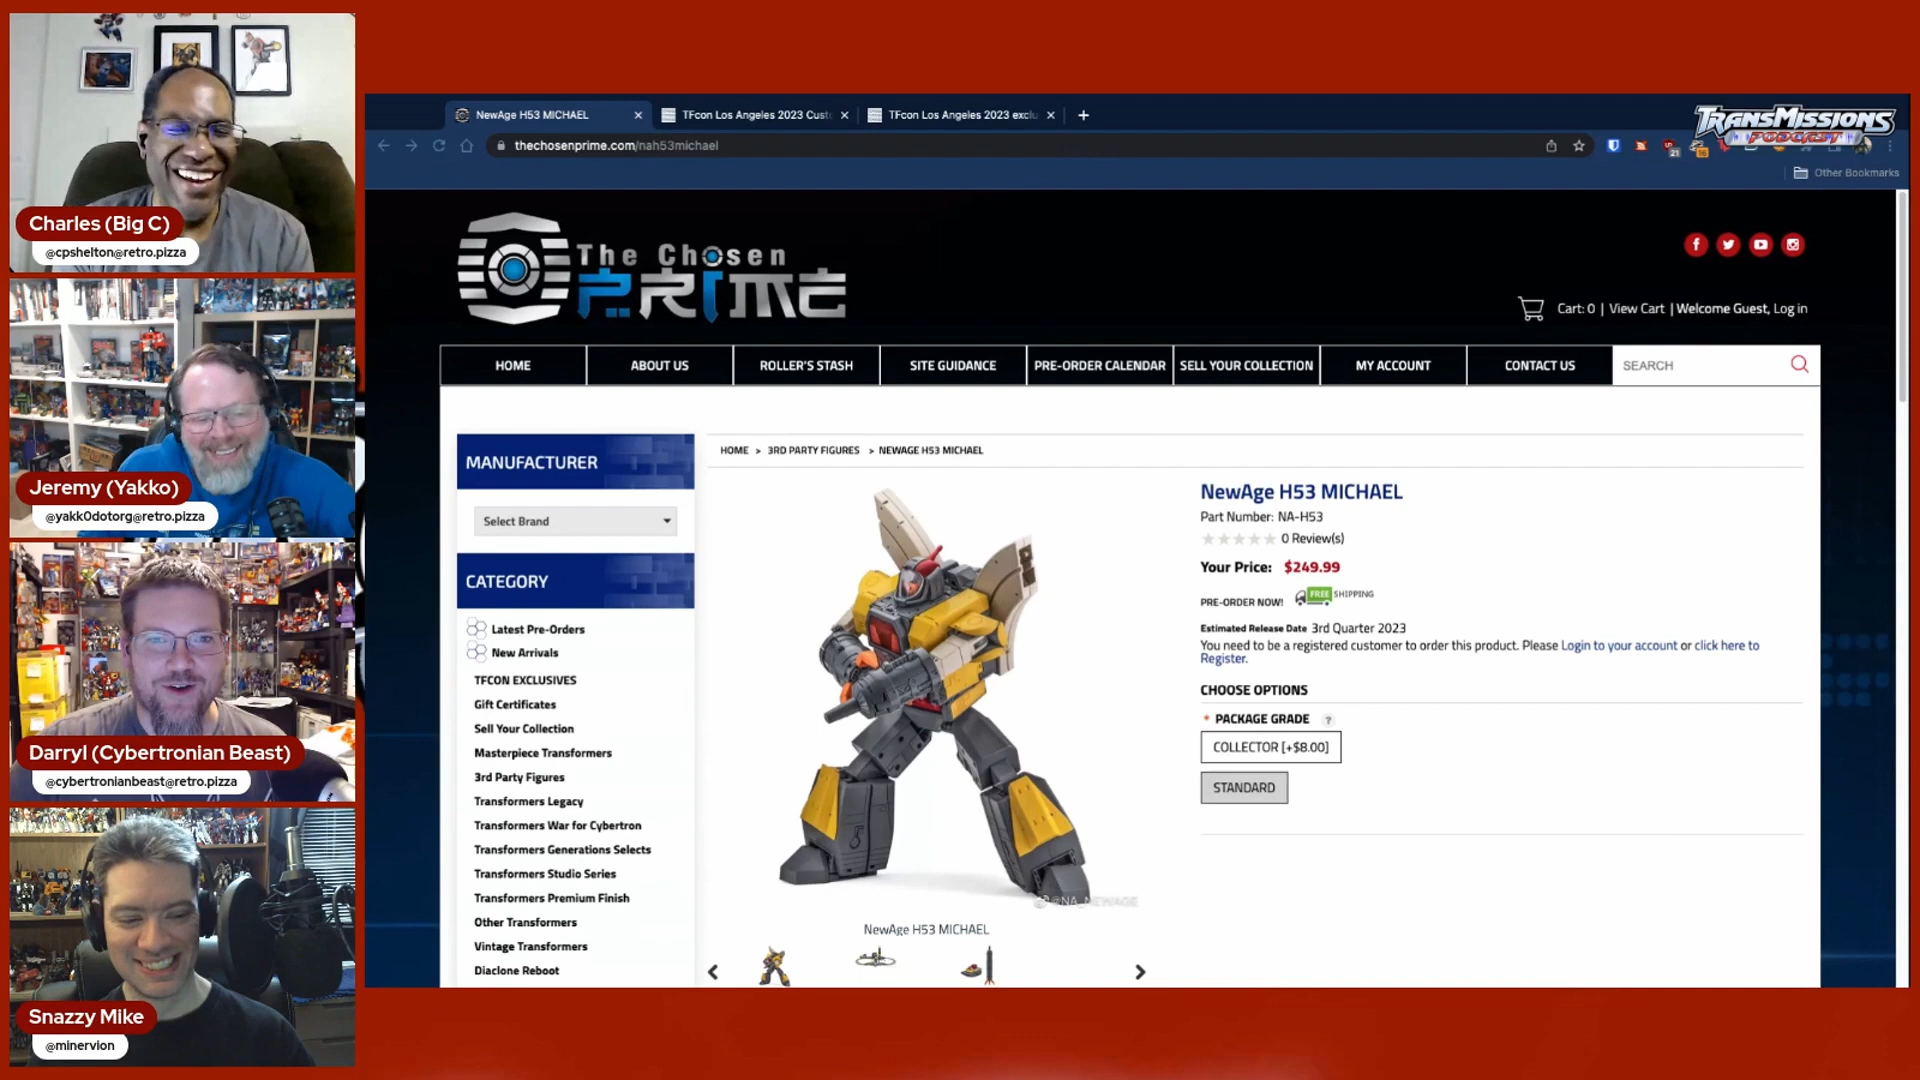 Charles (Big C)
@cpshelton@retro.pizza
Jeremy (Yakko)
@yakk0dotorg@retro.pizza
Darryl (Cybertronian Beast)
@cybertronianbeast@retro.pizza
Snazzy Mike
@minervion
NewAge H53 MICHAEL
TFcon Los Angeles 2023 Cust
TFcon Los Angeles 2023 exclu
TRANSMISSIONS
PODCAST
thechosenprime.com/nah53michael
21
Other Bookmarks
The Chosen
PRIME
Cart: 0 | View Cart | Welcome Guest, Log in
HOME
ABOUT US
ROLLER'S STASH
SITE GUIDANCE
PRE-ORDER CALENDAR
SELL YOUR COLLECTION
MY ACCOUNT
CONTACT US
SEARCH
MANUFACTURER
Select Brand
CATEGORY
Latest Pre-Orders
New Arrivals
TFCON EXCLUSIVES
Gift Certificates
Sell Your Collection
Masterpiece Transformers
3rd Party Figures
Transformers Legacy
Transformers War for Cybertron
Transformers Generations Selects
Transformers Studio Series
Transformers Premium Finish
Other Transformers
Vintage Transformers
Diaclone Reboot
HOME > 3RD PARTY FIGURES > NEWAGE H53 MICHAEL
@NA_NEWAGE
NewAge H53 MICHAEL
NewAge H53 MICHAEL
Part Number: NA-H53
0 Review(s)
Your Price: $249.99
PRE-ORDER NOW! FREE SHIPPING
Estimated Release Date 3rd Quarter 2023
You need to be a registered customer to order this product. Please Login to your account or click here to
Register.
CHOOSE OPTIONS
* PACKAGE GRADE ?
COLLECTOR [+$8.00]
STANDARD